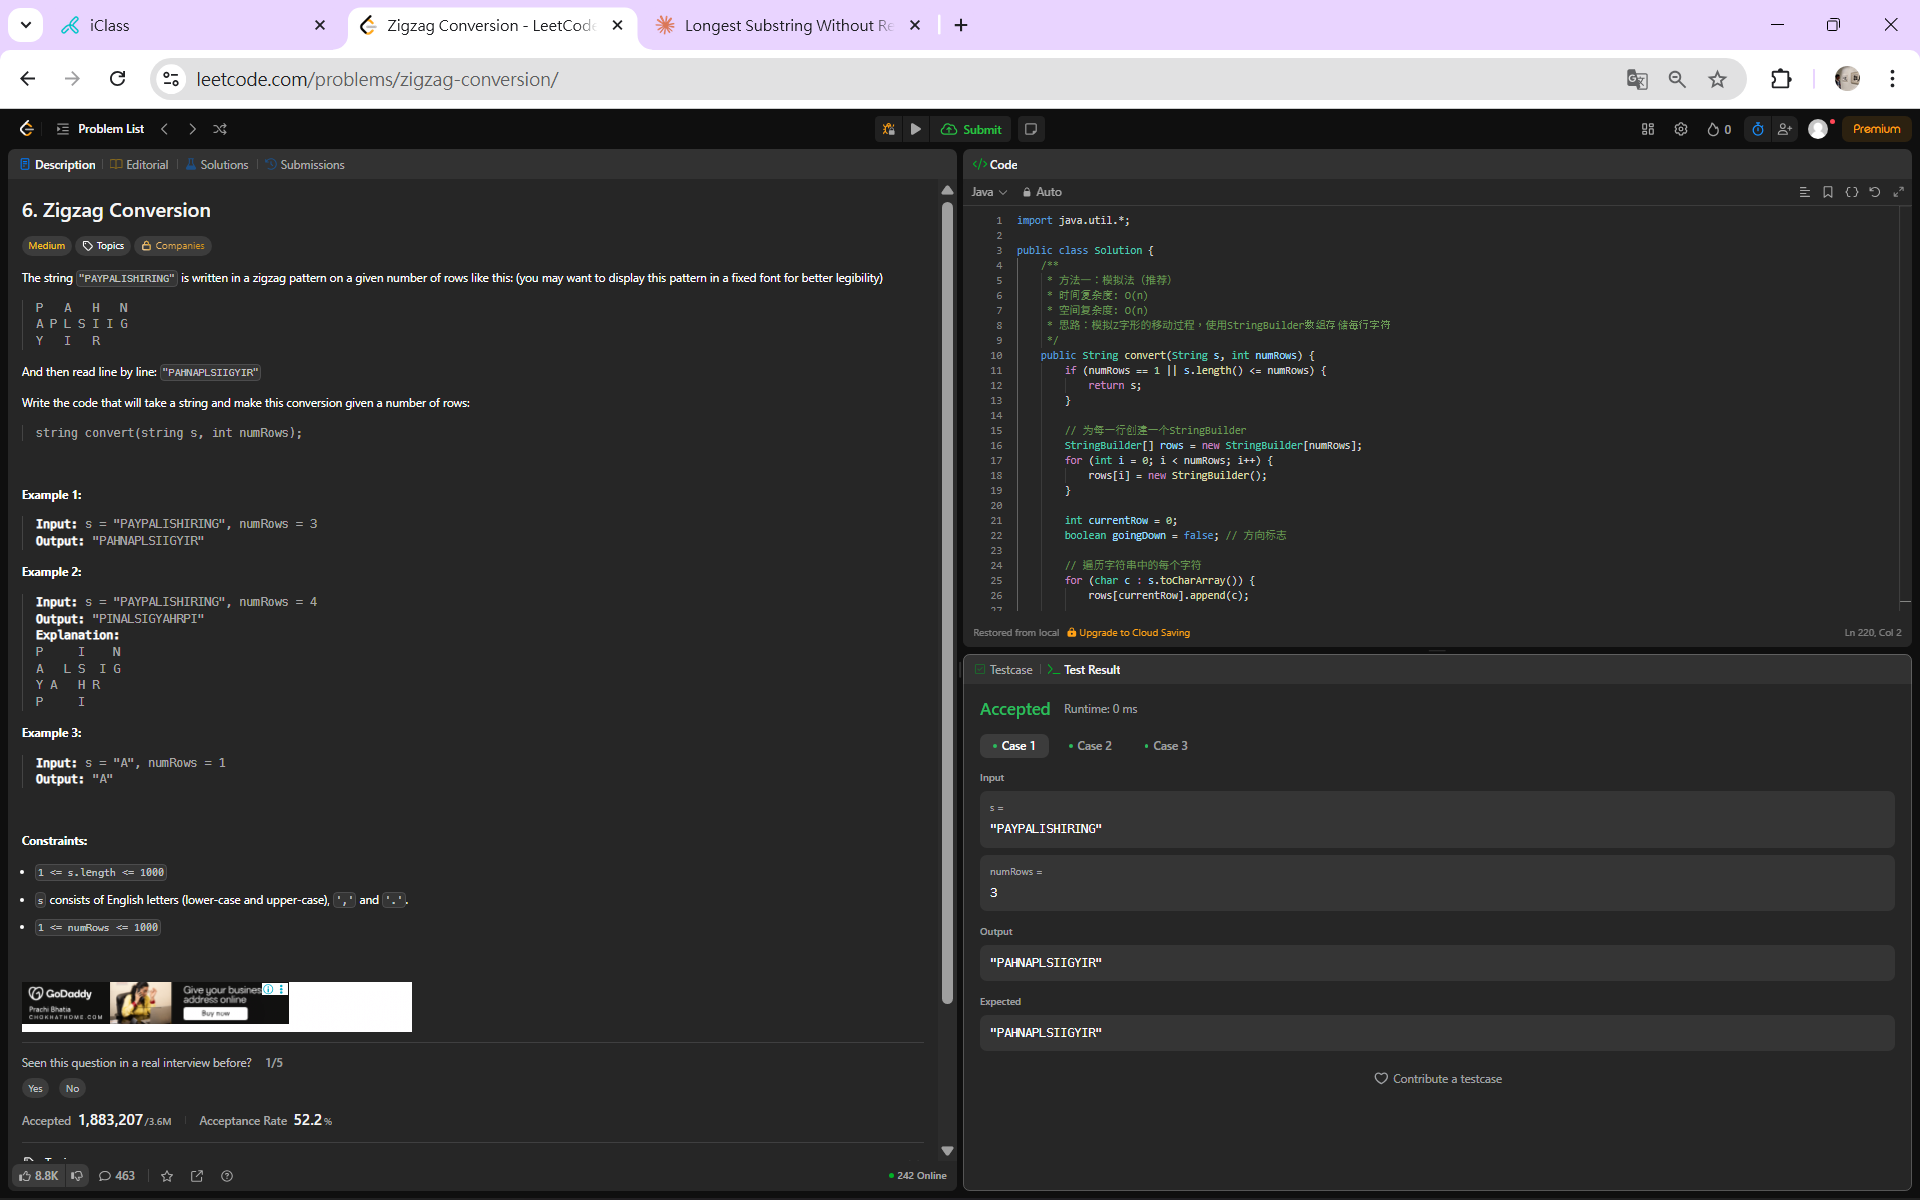 iClass
Zigzag Conversion - LeetCode
Longest Substring Without Re
leetcode.com/problems/zigzag-conversion/
Problem List
Submit
0
Premium
Description
Editorial
Solutions
Submissions
6. Zigzag Conversion
Medium
Topics
Companies
The string "PAYPALISHIRING" is written in a zigzag pattern on a given number of rows like this: (you may want to display this pattern in a fixed font for better legibility)
P   A   H   N
A P L S I I G
Y   I   R
And then read line by line: "PAHNAPLSIIGYIR"
Write the code that will take a string and make this conversion given a number of rows:
string convert(string s, int numRows);
Example 1:
Input: s = "PAYPALISHIRING", numRows = 3
Output: "PAHNAPLSIIGYIR"
Example 2:
Input: s = "PAYPALISHIRING", numRows = 4
Output: "PINALSIGYAHRPI"
Explanation:
P     I    N
A   L S  I G
Y A   H R
P     I
Example 3:
Input: s = "A", numRows = 1
Output: "A"
Constraints:
1 <= s.length <= 1000
s consists of English letters (lower-case and upper-case), ',' and '.'.
1 <= numRows <= 1000
GoDaddy
Prachi Bhatia
CHOKHATHOME.COM
Give your busines
address online
Buy now
Seen this question in a real interview before? 1/5
Yes
No
Accepted 1,883,207/3.6M
Acceptance Rate 52.2%
8.8K
463
242 Online
</> Code
Java
Auto
1 import java.util.*;
2
3 public class Solution {
4 /**
5 * 方法一：模拟法（推荐）
6 * 时间复杂度: O(n)
7 * 空间复杂度: O(n)
8 * 思路：模拟Z字形的移动过程，使用StringBuilder数组存储每行字符
9 */
10 public String convert(String s, int numRows) {
11 if (numRows == 1 || s.length() <= numRows) {
12 return s;
13 }
14
15 // 为每一行创建一个StringBuilder
16 StringBuilder[] rows = new StringBuilder[numRows];
17 for (int i = 0; i < numRows; i++) {
18 rows[i] = new StringBuilder();
19 }
20
21 int currentRow = 0;
22 boolean goingDown = false; // 方向标志
23
24 // 遍历字符串中的每个字符
25 for (char c : s.toCharArray()) {
26 rows[currentRow].append(c);
27
Restored from local
Upgrade to Cloud Saving
Ln 220, Col 2
Testcase
>_ Test Result
Accepted
Runtime: 0 ms
Case 1
Case 2
Case 3
Input
s =
"PAYPALISHIRING"
numRows =
3
Output
"PAHNAPLSIIGYIR"
Expected
"PAHNAPLSIIGYIR"
Contribute a testcase